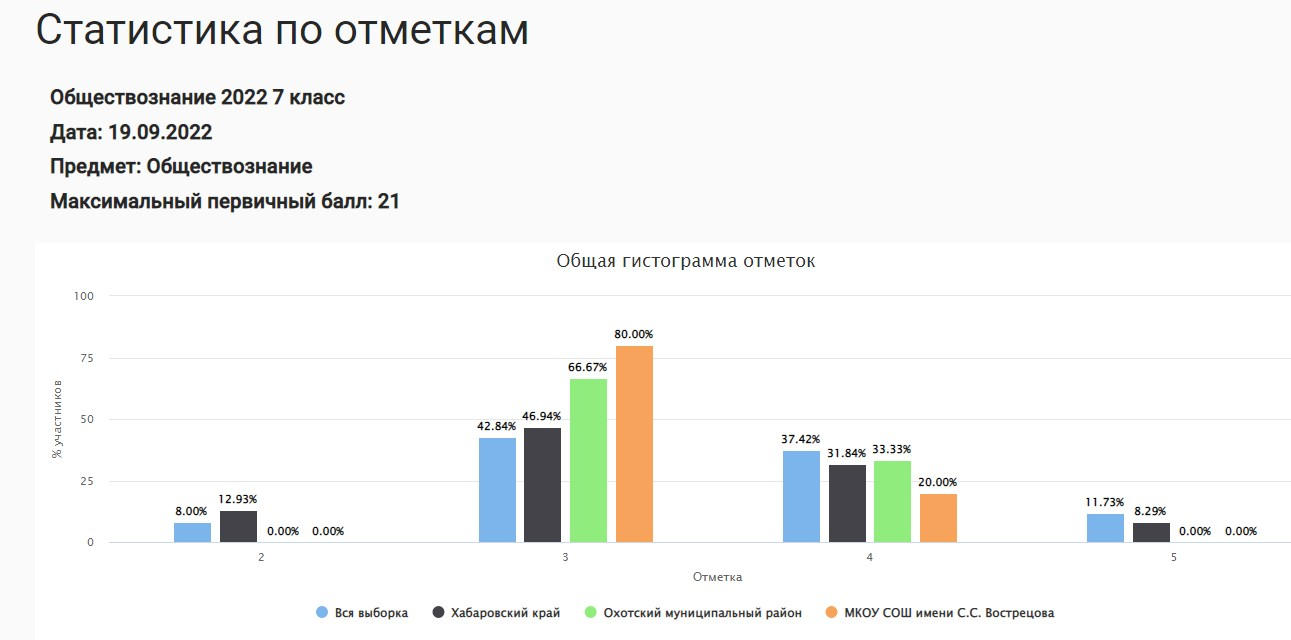 Статистика по отметкам
Обществознание 2022 7 класс
Дата: 19.09.2022
Предмет: Обществознание
Максимальный первичный балл: 21
Общая гистограмма отметок
% участников
100
75
50
25
0
8.00% 12.93% 0.00% 0.00%
42.84% 46.94% 66.67% 80.00%
37.42% 31.84% 33.33% 20.00%
11.73% 8.29% 0.00% 0.00%
2 3 4 5
Отметка
Вся выборка Хабаровский край Охотский муниципальный район МКОУ СОШ имени С.С. Вострецова